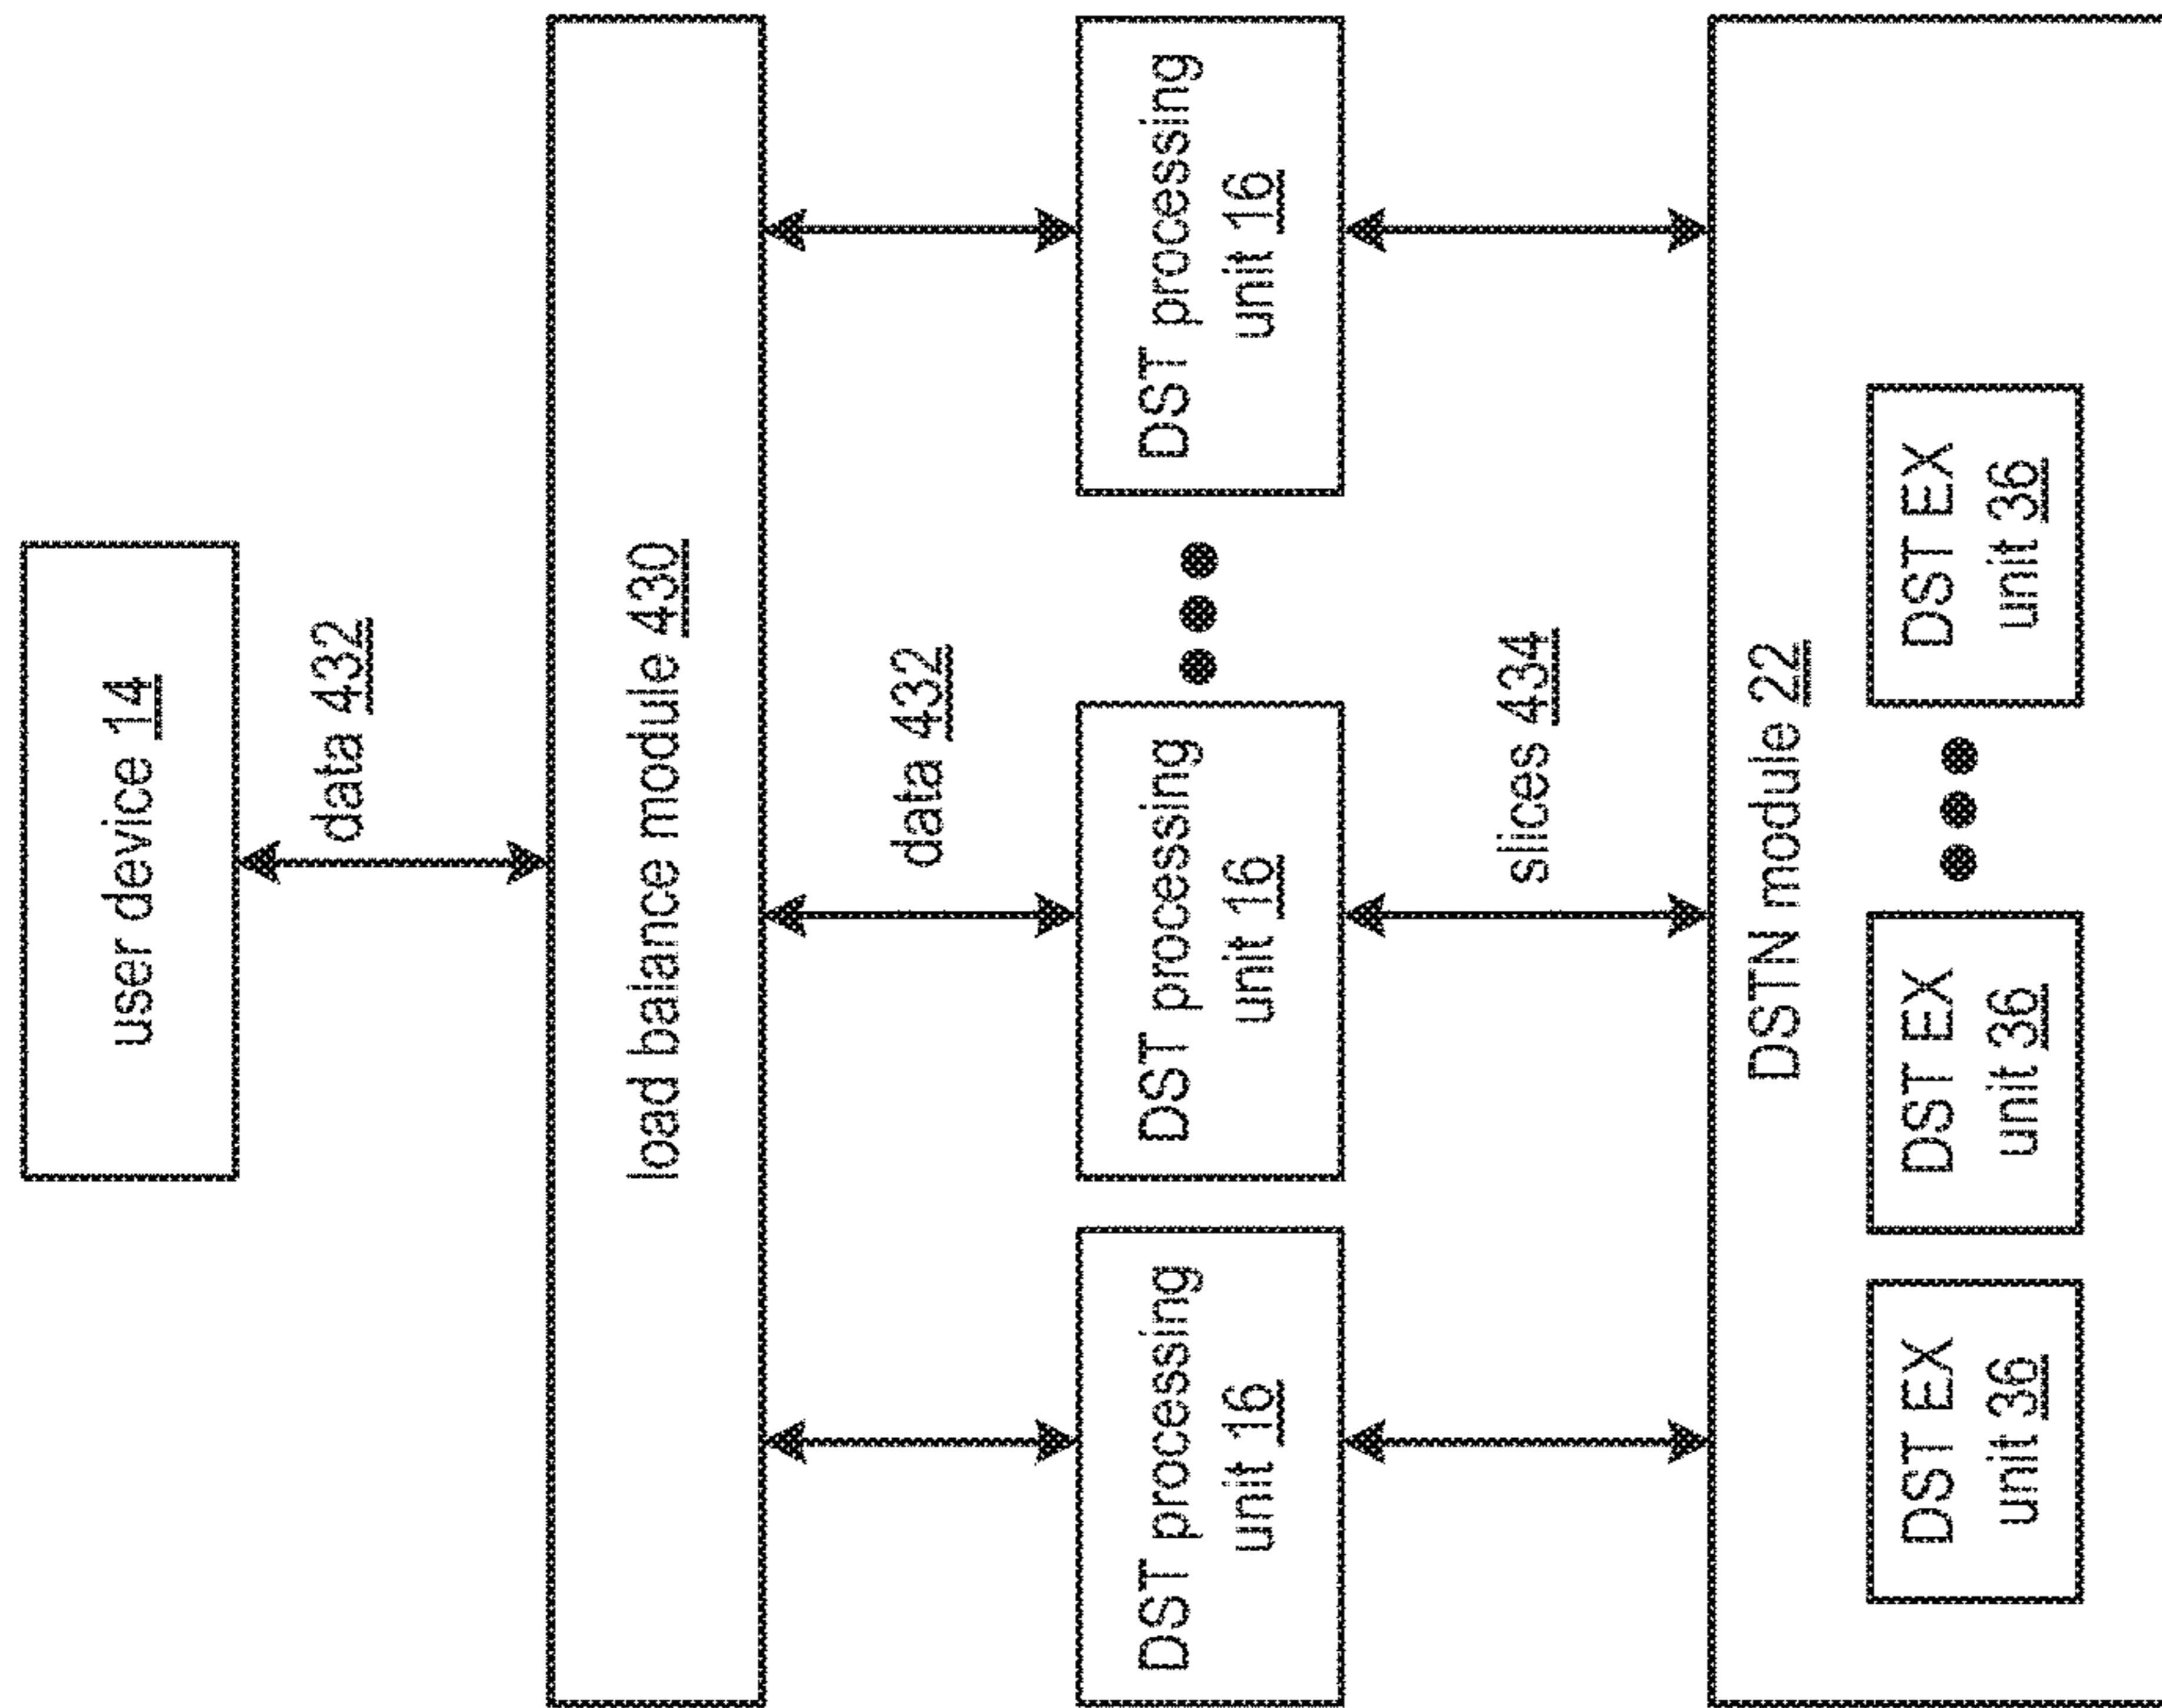 user device 14
data 432
load balance module 430
data 432
DST processing
unit 16
DST processing
unit 16
DST processing
unit 16
slices 434
DSTN module 22
DST EX
unit 36
DST EX
unit 36
DST EX
unit 36